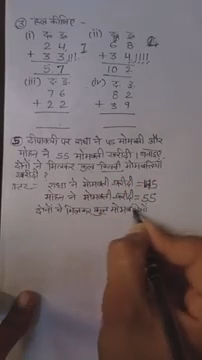 ③ हल कीजिए -
(i) द. इ. (ii) द. इ.
2 4 6 8
+ 3 3 + 3 4
5 7 10 2
(iii) द. इ. (iv) द. इ.
7 6 8 2
+ 2 2 + 3 9
⑤ दीपावली पर राधा ने 45 मोमबत्ती और
मोहन ने 55 मोमबत्ती खरीदी। बताइए
दोनों ने मिलकर कुल कितनी मोमबत्तियाँ
खरीदी?
उत्तर-: राधा ने मोमबत्ती खरीदी = 45
मोहन ने मोमबत्ती खरीदी = 55
दोनों ने मिलकर कुल मोमबत्तियाँ